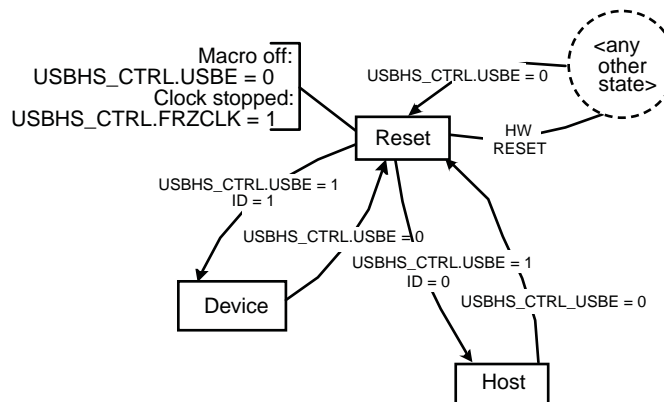 Macro off:
USBHS_CTRL.USBE = 0
Clock stopped:
USBHS_CTRL.FRZCLK = 1
<any
other
state>
USBHS_CTRL.USBE = 0
Reset
HW
RESET
USBHS_CTRL.USBE = 1
ID = 1
USBHS_CTRL.USBE = 0
USBHS_CTRL.USBE = 1
ID = 0
USBHS_CTRL_USBE = 0
Device
Host